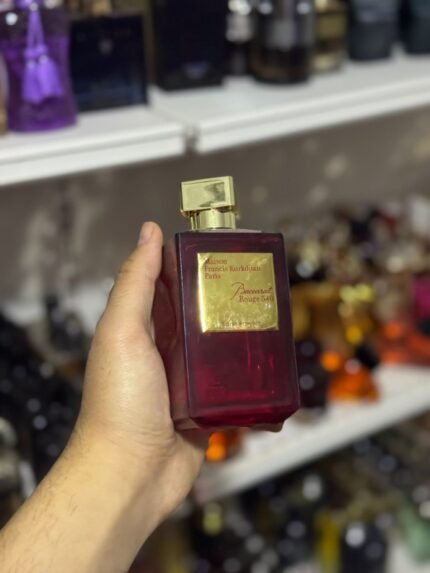 Maison
Francis Kurkdjian
Paris
Baccarat
Rouge 540